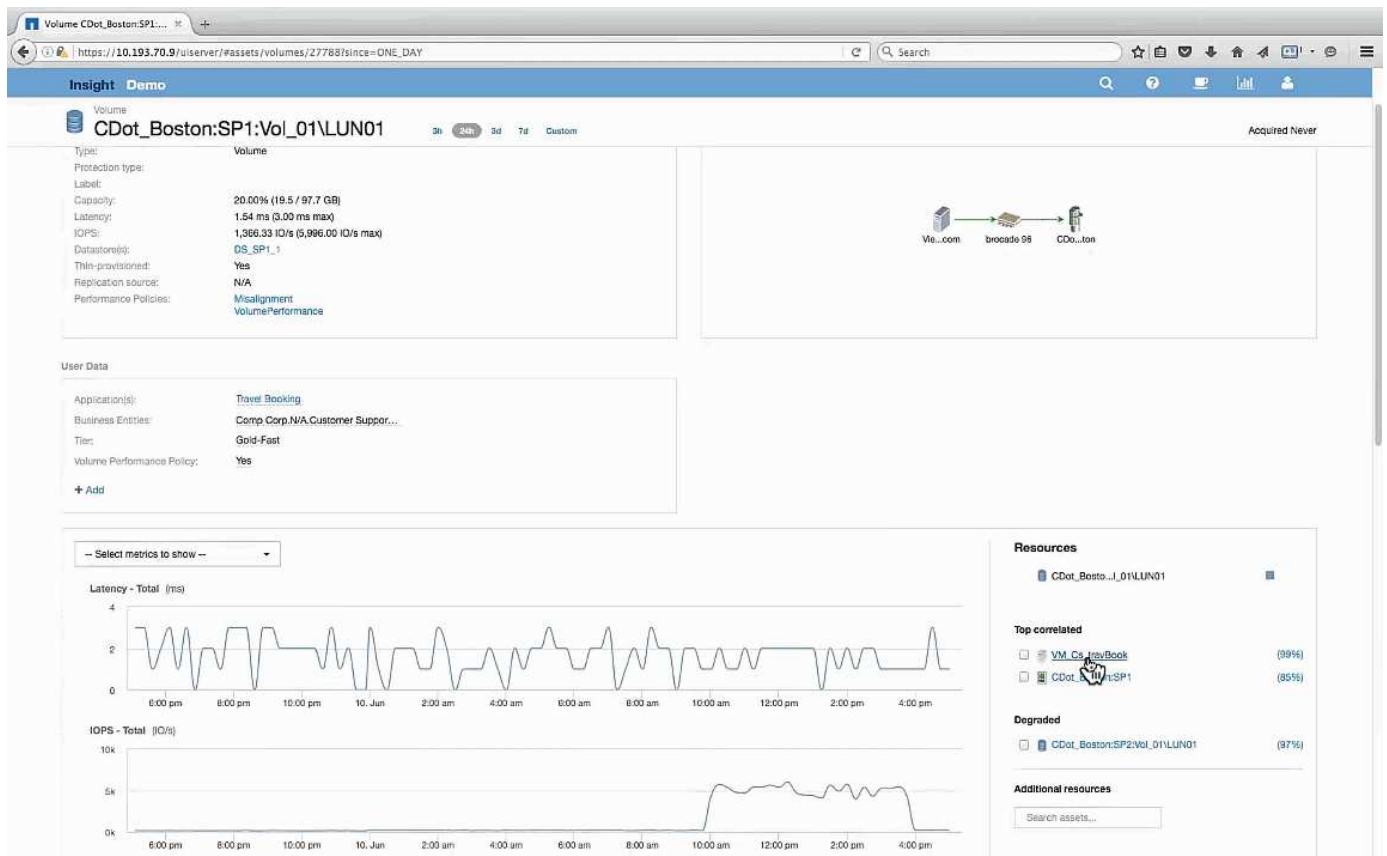 Volume CDot_Boston:SP1:...
https://10.193.70.9/uiserver/#assets/volumes/27788?since=ONE_DAY
Search
Insight Demo
Volume
CDot_Boston:SP1:Vol_01\LUN01
3h 24h 3d 7d Custom
Acquired Never
Type: Volume
Protection type:
Label:
Capacity: 20.00% (19.5 / 97.7 GB)
Latency: 1.54 ms (3.00 ms max)
IOPS: 1,366.33 IO/s (5,996.00 IO/s max)
Datastore(s): DS_SP1_1
Thin-provisioned: Yes
Replication source: N/A
Performance Policies: Misalignment
VolumePerformance
Vie...com brocade 96 CDo...ton
User Data
Application(s): Travel Booking
Business Entities: Comp Corp.N/A.Customer Suppor...
Tier: Gold-Fast
Volume Performance Policy: Yes
+ Add
-- Select metrics to show --
Latency - Total (ms)
4
2
0
6:00 pm 8:00 pm 10:00 pm 10. Jun 2:00 am 4:00 am 6:00 am 8:00 am 10:00 am 12:00 pm 2:00 pm 4:00 pm
IOPS - Total (IO/s)
10k
5k
0k
6:00 pm 8:00 pm 10:00 pm 10. Jun 2:00 am 4:00 am 6:00 am 8:00 am 10:00 am 12:00 pm 2:00 pm 4:00 pm
Resources
CDot_Bosto...l_01\LUN01
Top correlated
VM_Cs_travBook (99%)
(85%)
Degraded
CDot_Boston:SP2:Vol_01\LUN01 (97%)
Additional resources
Search assets...